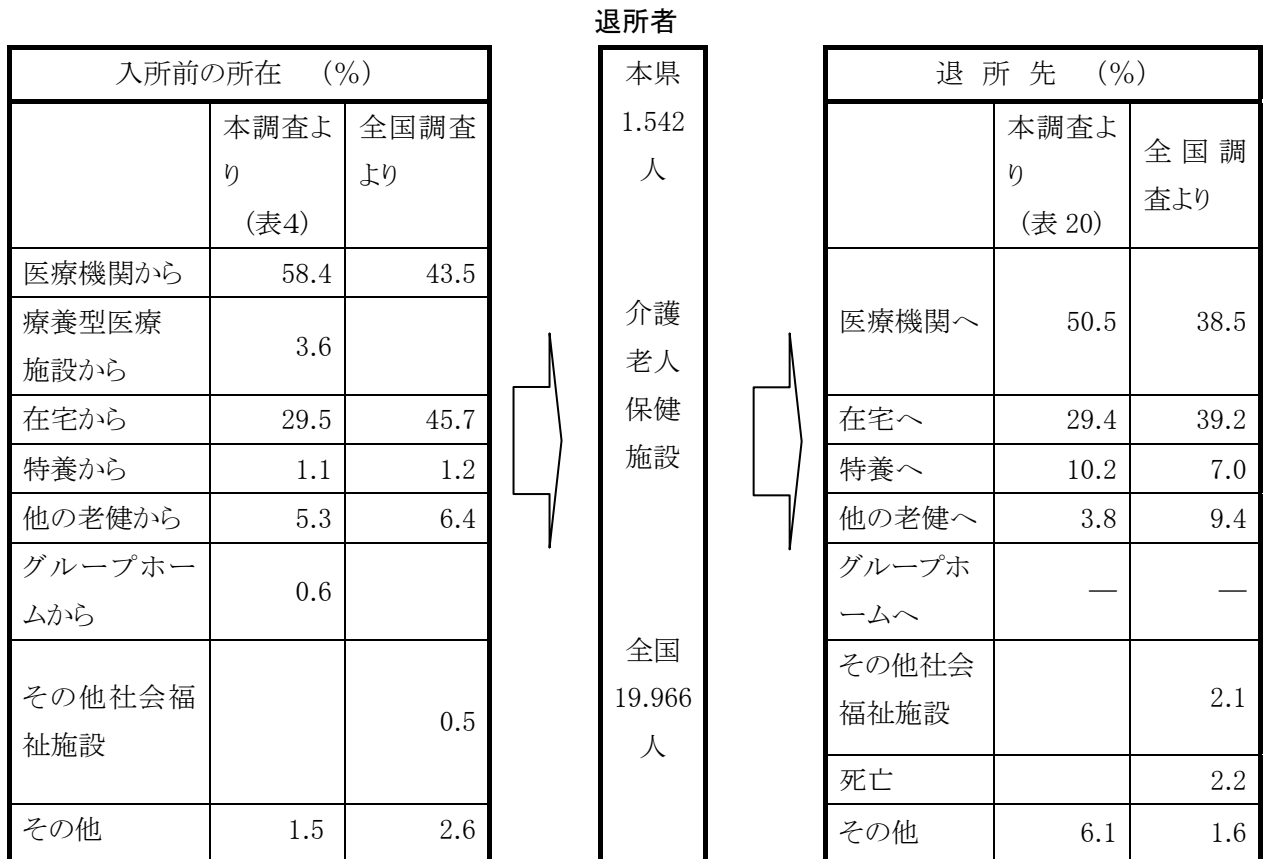 退所者
入所前の所在 (%)
本調査よ
り
(表4)
全国調査
より
医療機関から 58.4 43.5
療養型医療
施設から
3.6
在宅から 29.5 45.7
特養から 1.1 1.2
他の老健から 5.3 6.4
グループホー
ムから
0.6
その他社会福
祉施設
0.5
その他 1.5 2.6
本県
1.542
人
介護
老人
保健
施設
全国
19.966
人
退 所 先 (%)
本調査よ
り
(表 20)
全 国 調
査より
医療機関へ 50.5 38.5
在宅へ 29.4 39.2
特養へ 10.2 7.0
他の老健へ 3.8 9.4
グループホ
ームへ
― ―
その他社会
福祉施設
2.1
死亡 2.2
その他 6.1 1.6